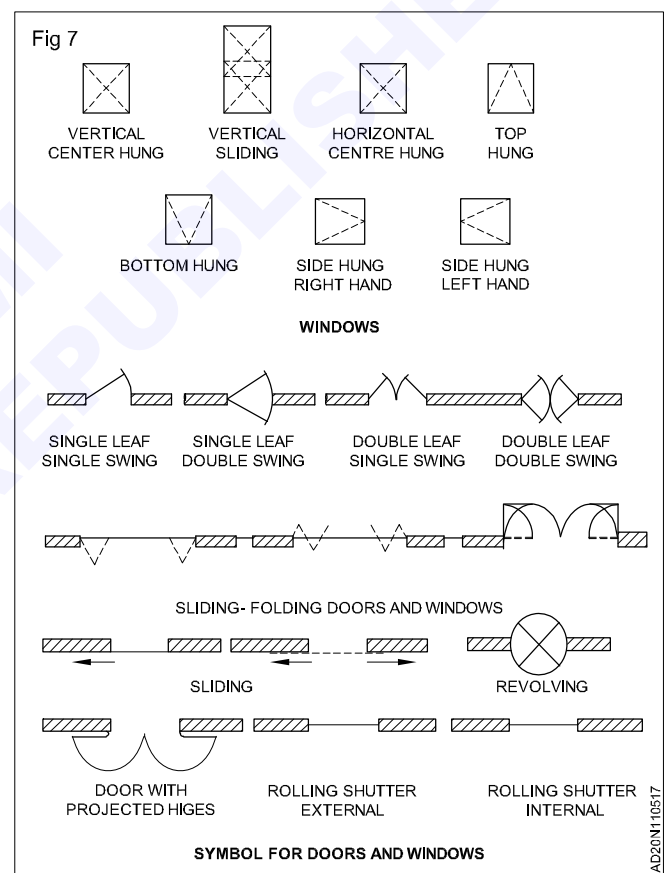 Fig 7
VERTICAL
CENTER HUNG
VERTICAL
SLIDING
HORIZONTAL
CENTRE HUNG
TOP
HUNG
BOTTOM HUNG
SIDE HUNG
RIGHT HAND
SIDE HUNG
LEFT HAND
WINDOWS
SINGLE LEAF
SINGLE SWING
SINGLE LEAF
DOUBLE SWING
DOUBLE LEAF
SINGLE SWING
DOUBLE LEAF
DOUBLE SWING
SLIDING- FOLDING DOORS AND WINDOWS
SLIDING
REVOLVING
DOOR WITH
PROJECTED HIGES
ROLLING SHUTTER
EXTERNAL
ROLLING SHUTTER
INTERNAL
SYMBOL FOR DOORS AND WINDOWS
AD20N110517